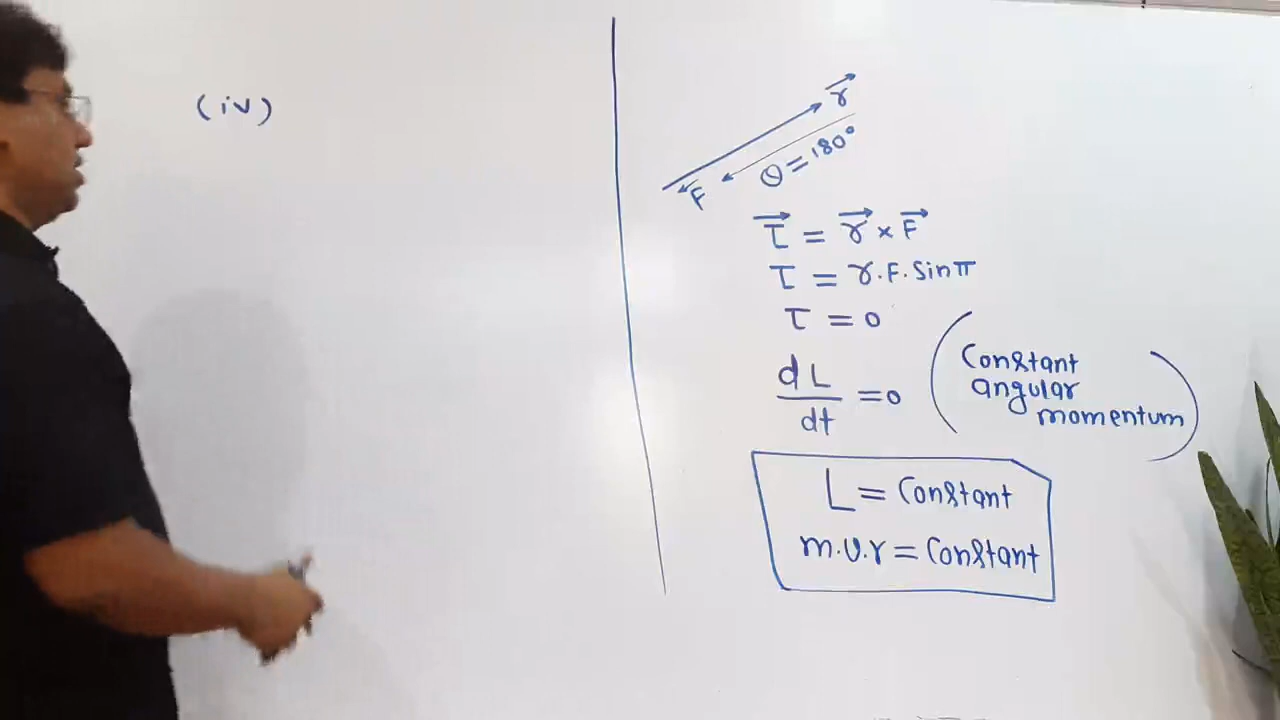 (iv)
r⃗
F⃗
θ=180°
τ⃗ = r⃗ × F⃗
τ = r.F. Sinπ
τ = 0
dL/dt = 0
(Constant
angular
momentum)
L = Constant
m.v.r = Constant